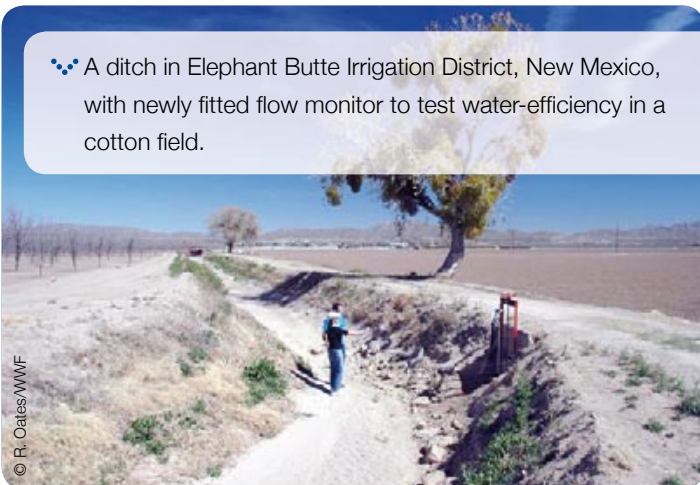 A ditch in Elephant Butte Irrigation District, New Mexico,
with newly fitted flow monitor to test water-efficiency in a
cotton field.
© R. Oates/WWF